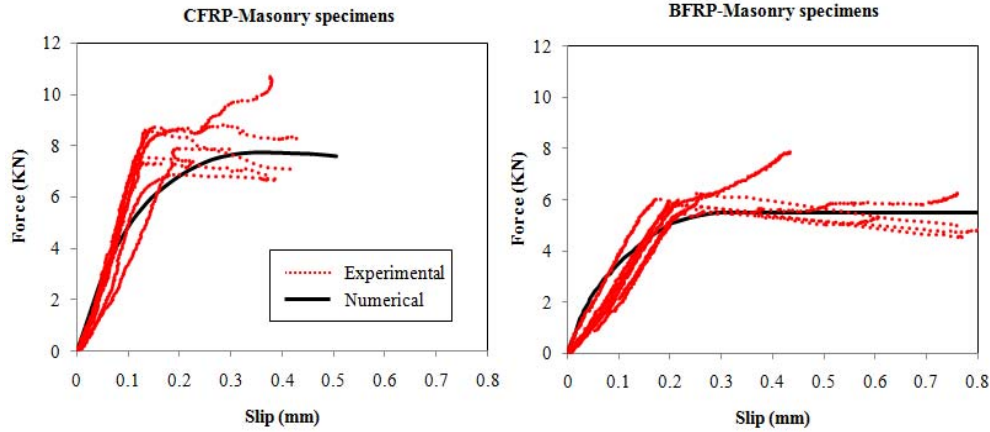 CFRP-Masonry specimens
12
10
8
6
4
2
0
Force (KN)
0 0.1 0.2 0.3 0.4 0.5 0.6 0.7 0.8
Slip (mm)
Experimental
Numerical
BFRP-Masonry specimens
12
10
8
6
4
2
0
Force (KN)
0 0.1 0.2 0.3 0.4 0.5 0.6 0.7 0.8
Slip (mm)